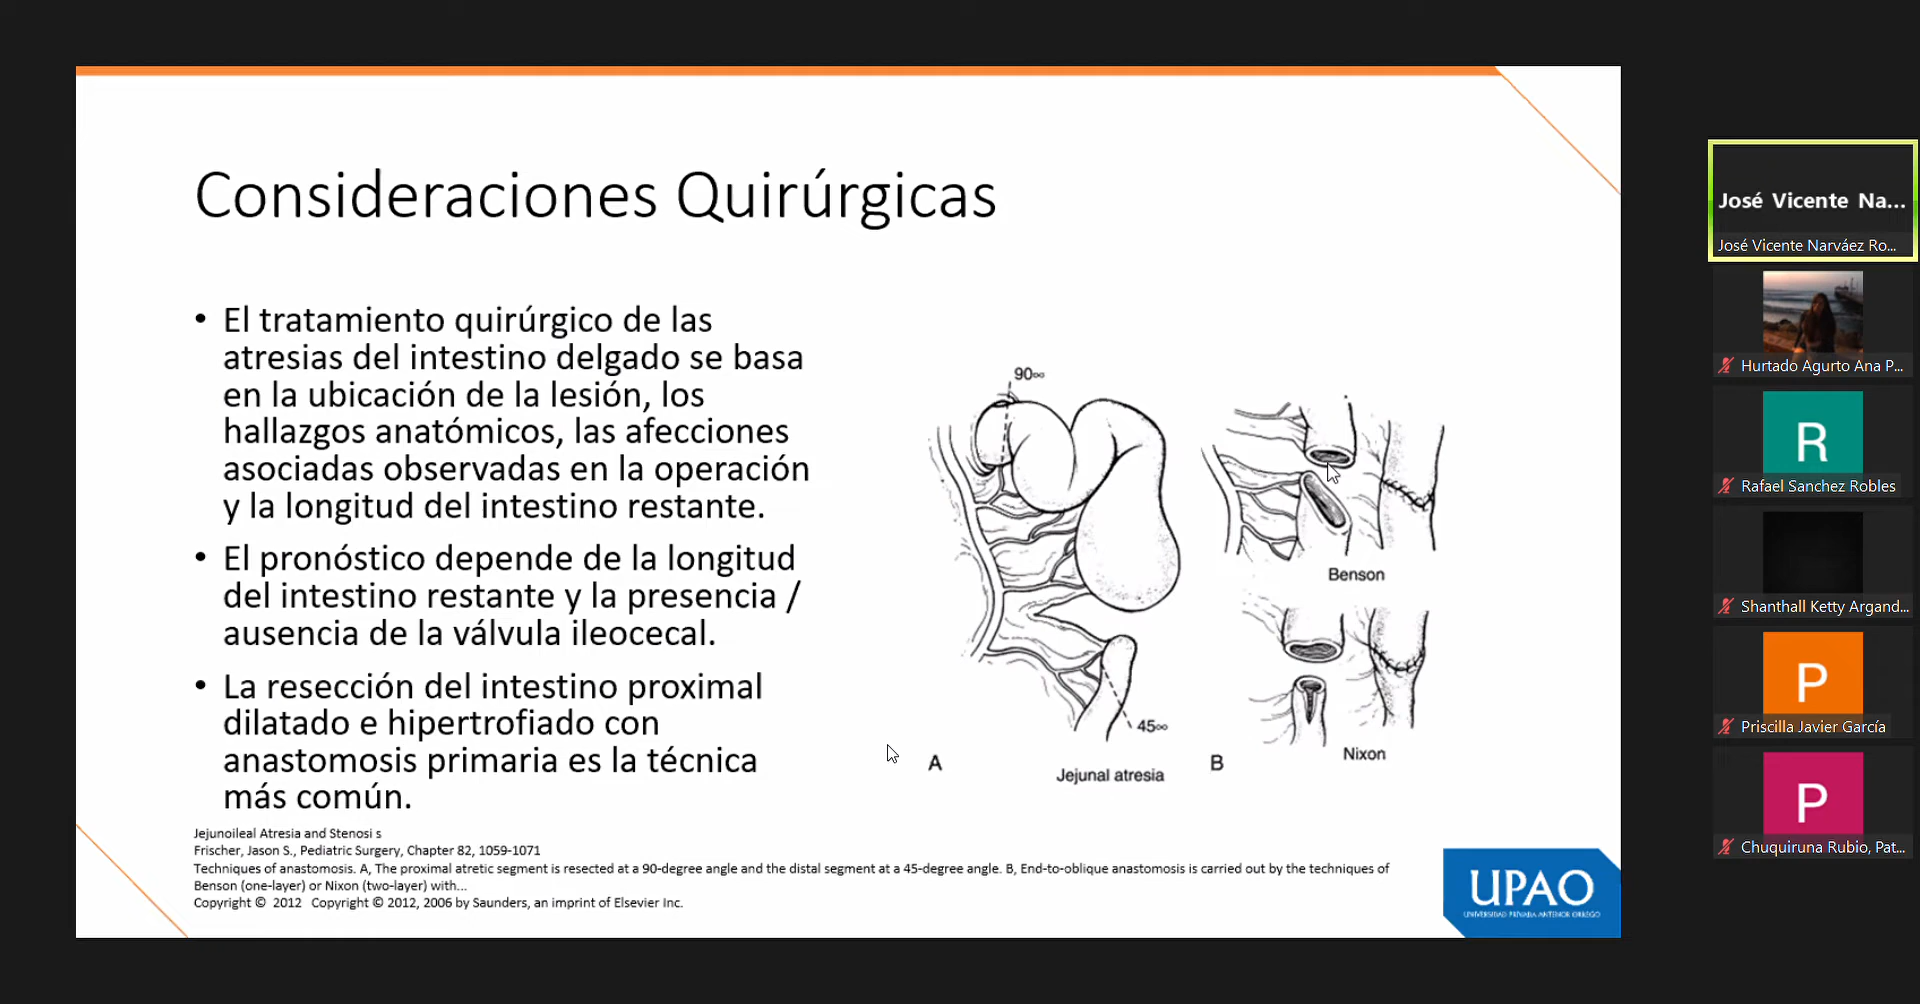 Consideraciones Quirúrgicas
• El tratamiento quirúrgico de las
atresias del intestino delgado se basa
en la ubicación de la lesión, los
hallazgos anatómicos, las afecciones
asociadas observadas en la operación
y la longitud del intestino restante.
• El pronóstico depende de la longitud
del intestino restante y la presencia /
ausencia de la válvula ileocecal.
• La resección del intestino proximal
dilatado e hipertrofiado con
anastomosis primaria es la técnica
más común.
90∞
45∞
A
Jejunal atresia
Benson
Nixon
B
Jejunoileal Atresia and Stenosi s
Frischer, Jason S., Pediatric Surgery, Chapter 82, 1059-1071
Techniques of anastomosis. A, The proximal atretic segment is resected at a 90-degree angle and the distal segment at a 45-degree angle. B, End-to-oblique anastomosis is carried out by the techniques of
Benson (one-layer) or Nixon (two-layer) with...
Copyright © 2012 Copyright © 2012, 2006 by Saunders, an imprint of Elsevier Inc.
UPAO
UNIVERSIDAD PRIVADA ANTENOR ORREGO
José Vicente Na...
José Vicente Narváez Ro...
Hurtado Agurto Ana P...
R
Rafael Sanchez Robles
Shanthall Ketty Argand...
P
Priscilla Javier García
P
Chuquiruna Rubio, Pat...